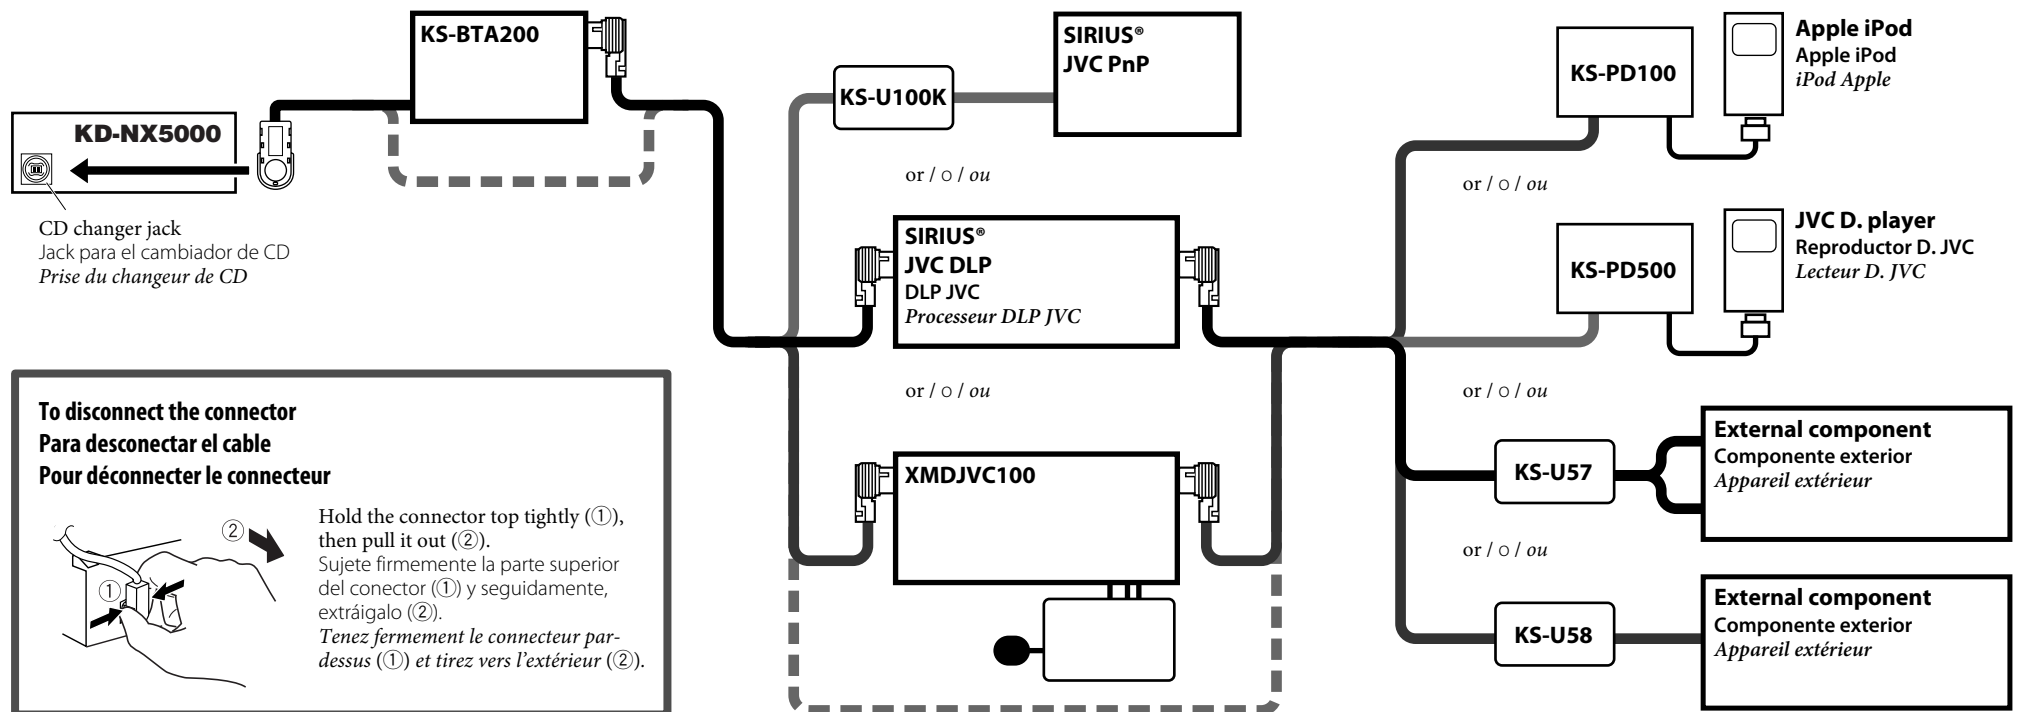 KS-BTA200
KD-NX5000
CD changer jack
Jack para el cambiador de CD
Prise du changeur de CD
KS-U100K
SIRIUS®
JVC PnP
or / o / ou
SIRIUS®
JVC DLP
DLP JVC
Processeur DLP JVC
or / o / ou
XMDJVC100
KS-PD100
Apple iPod
Apple iPod
iPod Apple
or / o / ou
KS-PD500
JVC D. player
Reproductor D. JVC
Lecteur D. JVC
or / o / ou
KS-U57
External component
Componente exterior
Appareil extérieur
or / o / ou
KS-U58
External component
Componente exterior
Appareil extérieur
To disconnect the connector
Para desconectar el cable
Pour déconnecter le connecteur
②
①
Hold the connector top tightly (①),
then pull it out (②).
Sujete firmemente la parte superior
del conector (①) y seguidamente,
extráigalo (②).
Tenez fermement le connecteur par-
dessus (①) et tirez vers l'extérieur (②).